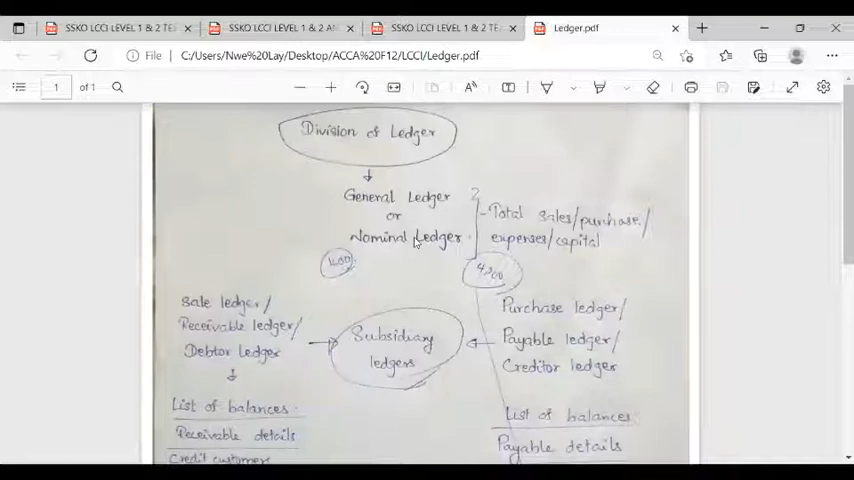 SSKO LCCI LEVEL 1 & 2 TE
SSKO LCCI LEVEL 1 & 2 AN
SSKO LCCI LEVEL 1 & 2 TE
Ledger.pdf
File
C:/Users/Nwe%20Lay/Desktop/ACCA%20F12/LCCI/Ledger.pdf
1
of 1
Division of Ledger
General Ledger
or
Nominal Ledger
- Total sales/purchase/
expenses/capital
4,200
Sale ledger/
Receivable ledger/
Debtor Ledger
Subsidiary
ledgers
Purchase ledger/
Payable ledger/
Creditor ledger
List of balances
Receivable details
Credit customers
List of balances
Payable details